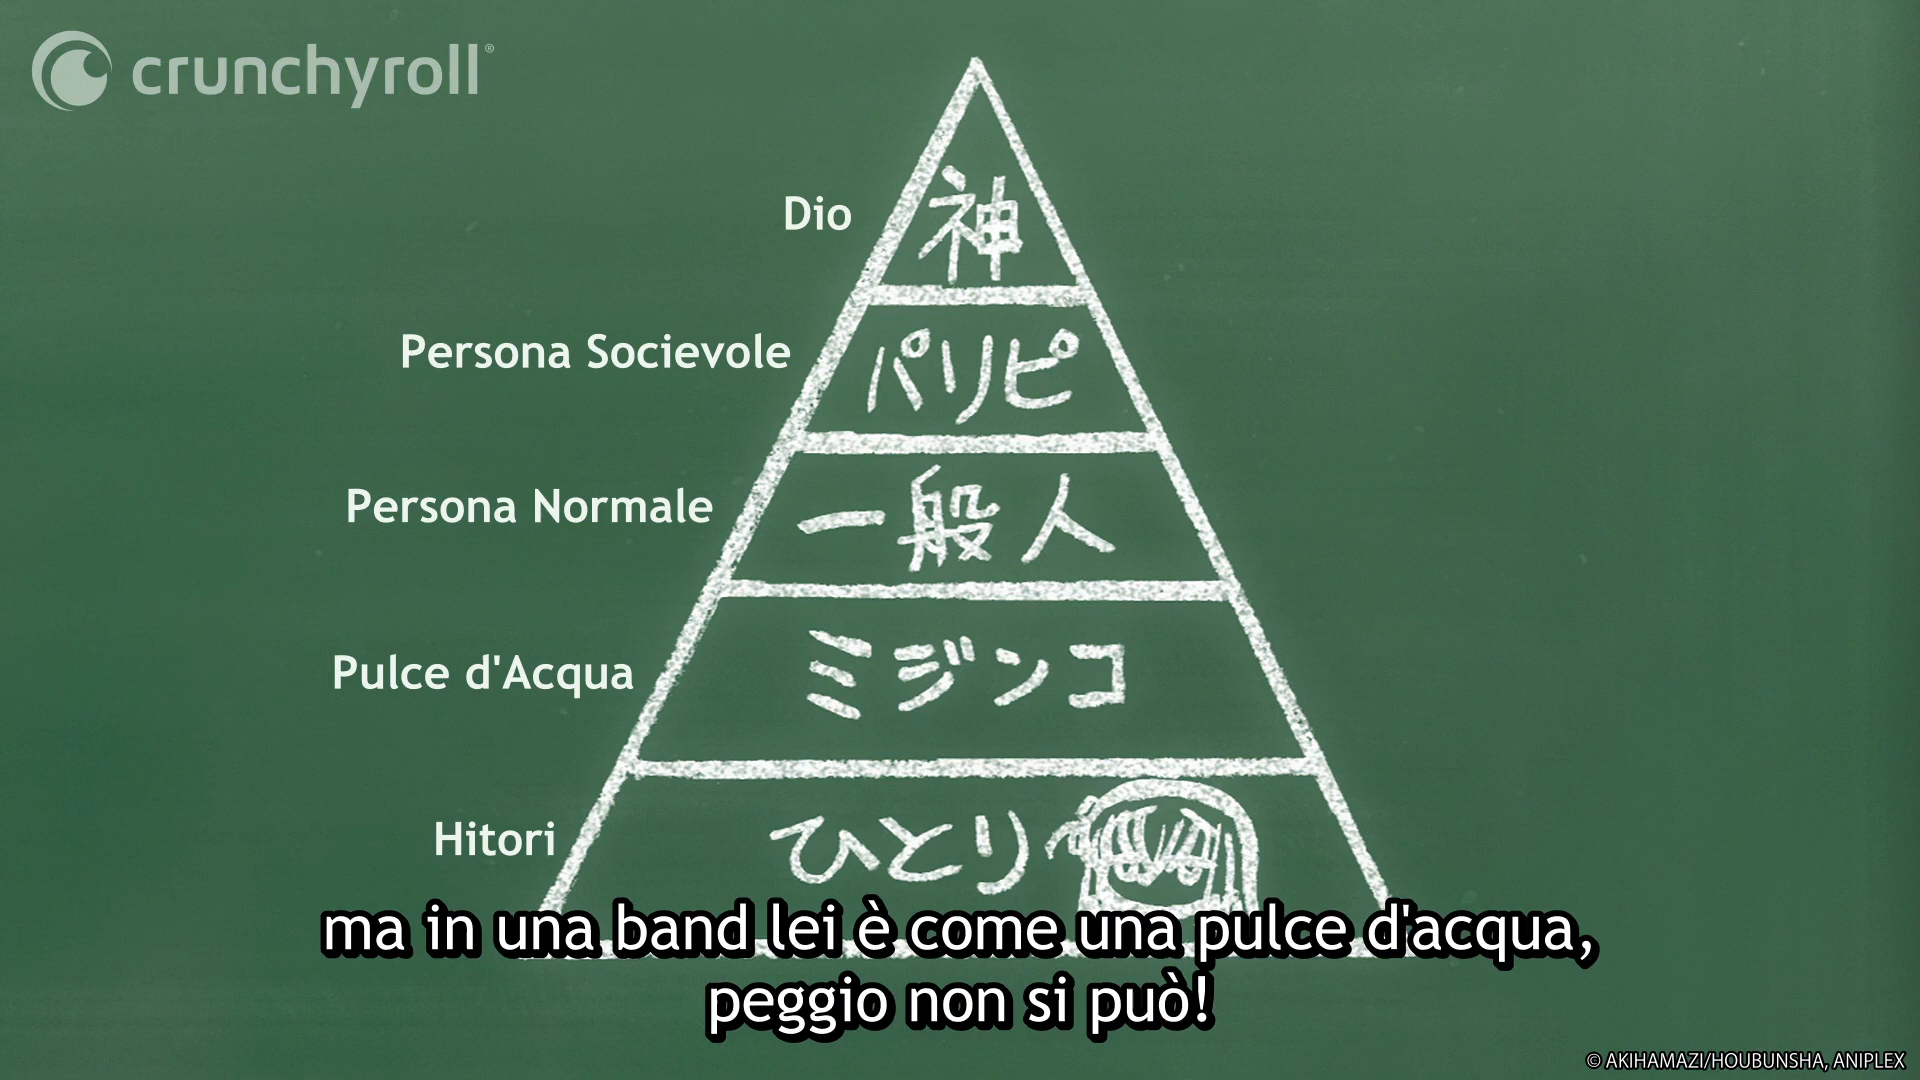 crunchyroll®
Dio
神
Persona Socievole
パリピ
Persona Normale
一般人
Pulce d'Acqua
ミジンコ
Hitori
ひとり
ma in una band lei è come una pulce d'acqua,
peggio non si può!
© AKIHAMAZI/HOUBUNSHA, ANIPLEX